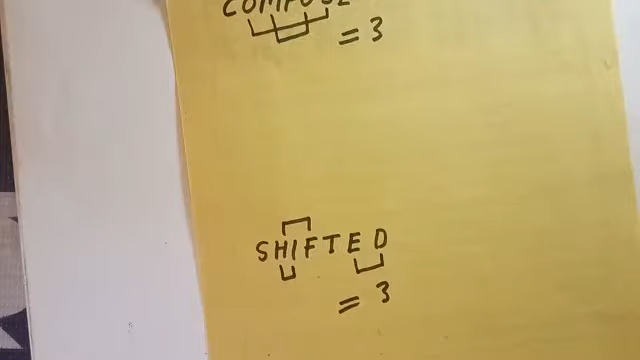 COMPOSE
= 3
SHIFTED
= 3